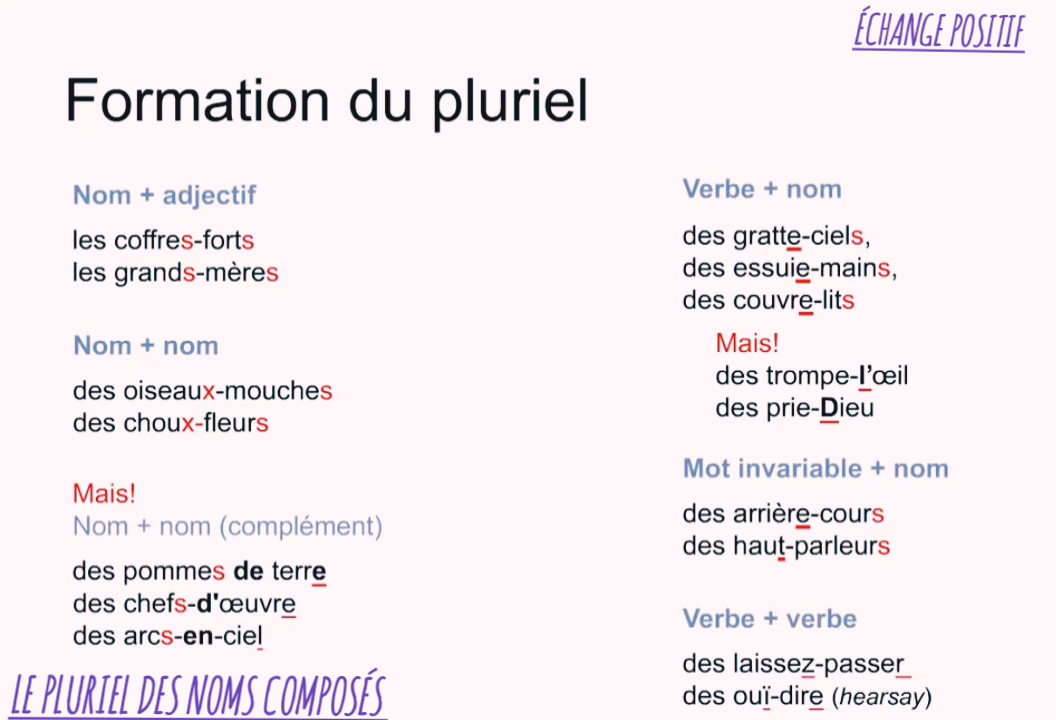 ÉCHANGE POSITIF
Formation du pluriel
Nom + adjectif
les coffres-forts
les grands-mères
Nom + nom
des oiseaux-mouches
des choux-fleurs
Mais!
Nom + nom (complément)
des pommes de terre
des chefs-d'œuvre
des arcs-en-ciel
Verbe + nom
des gratte-ciels,
des essuie-mains,
des couvre-lits
Mais!
des trompe-l’œil
des prie-Dieu
Mot invariable + nom
des arrière-cours
des haut-parleurs
Verbe + verbe
des laissez-passer
des ouï-dire (hearsay)
LE PLURIEL DES NOMS COMPOSÉS